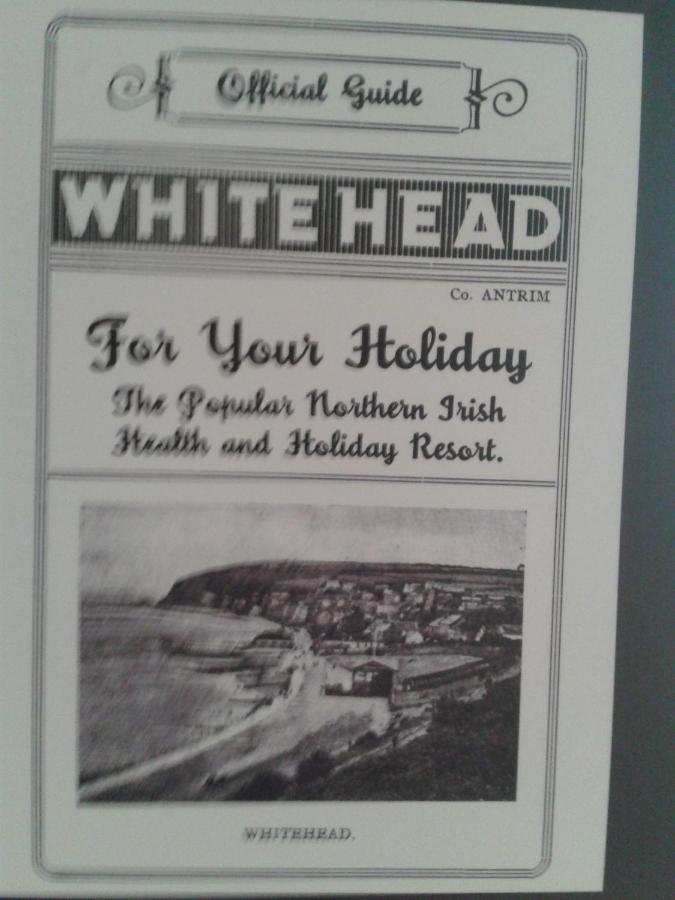 Official Guide
WHITEHEAD
Co. ANTRIM
For Your Holiday
The Popular Northern Irish
Health and Holiday Resort.
WHITEHEAD.